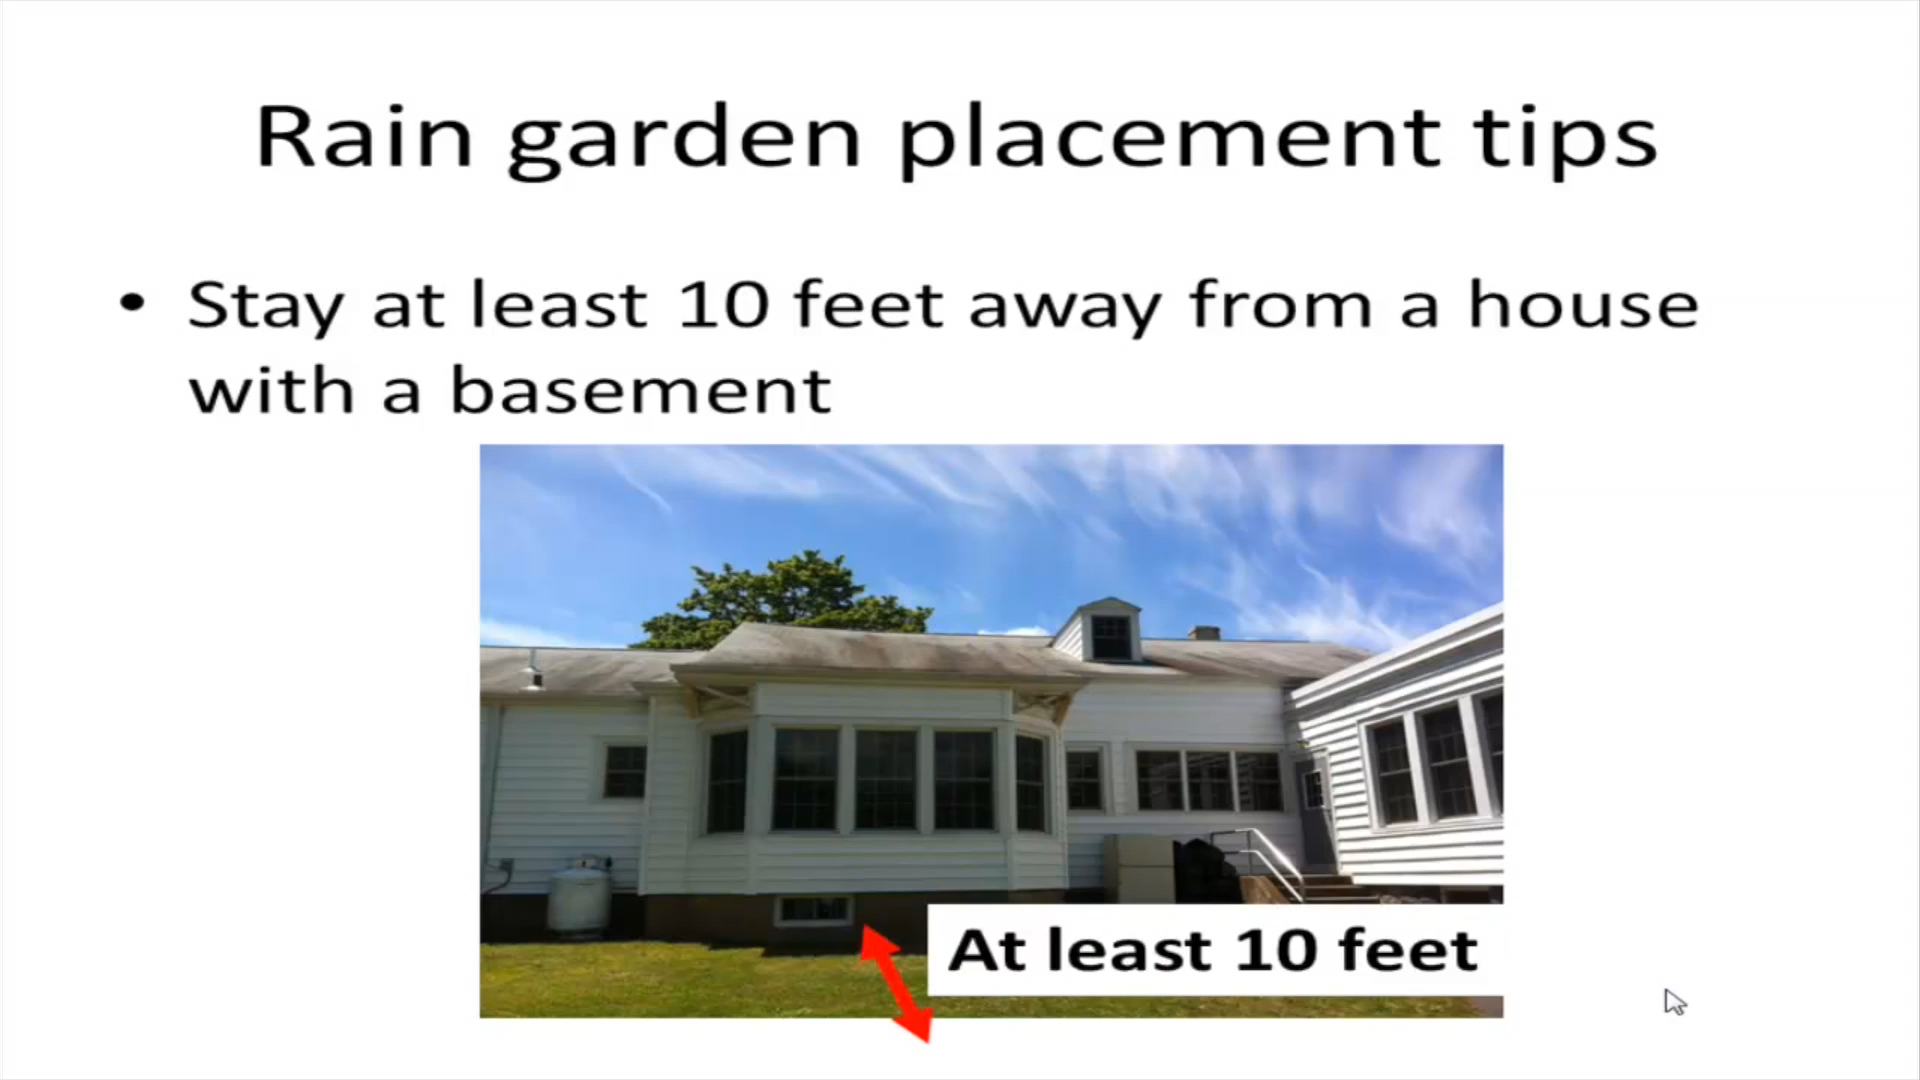 Rain garden placement tips
• Stay at least 10 feet away from a house
with a basement
At least 10 feet